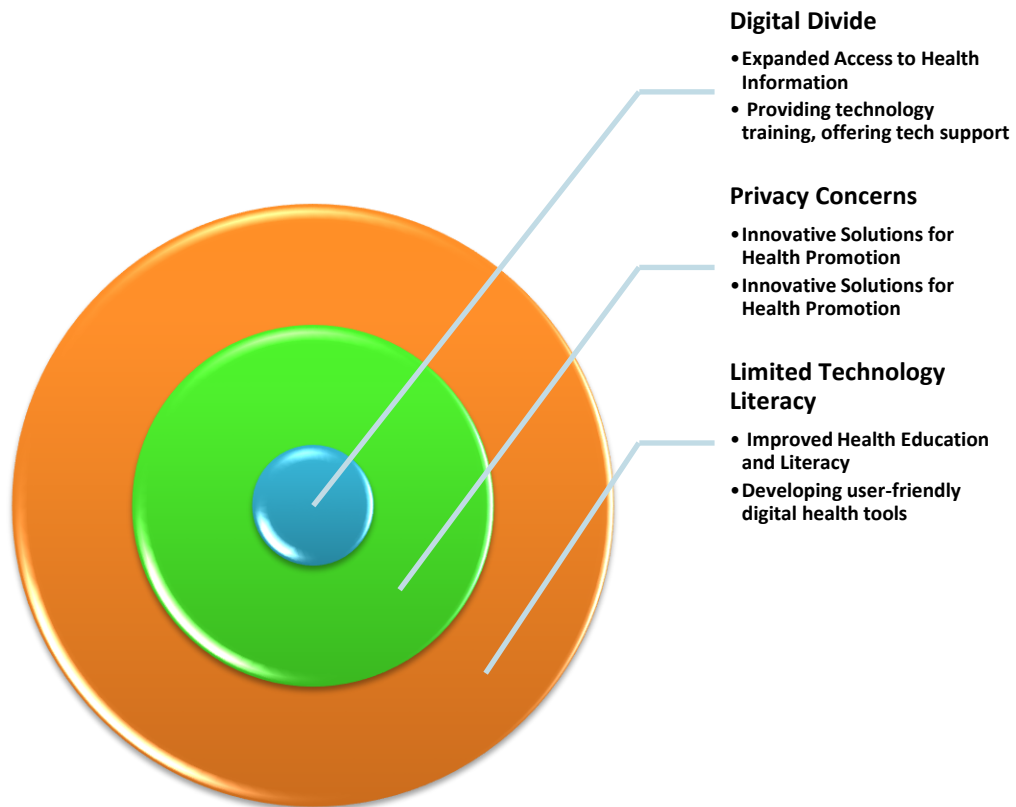 Digital Divide
•Expanded Access to Health
Information
• Providing technology
training, offering tech support
Privacy Concerns
•Innovative Solutions for
Health Promotion
•Innovative Solutions for
Health Promotion
Limited Technology
Literacy
• Improved Health Education
and Literacy
•Developing user-friendly
digital health tools